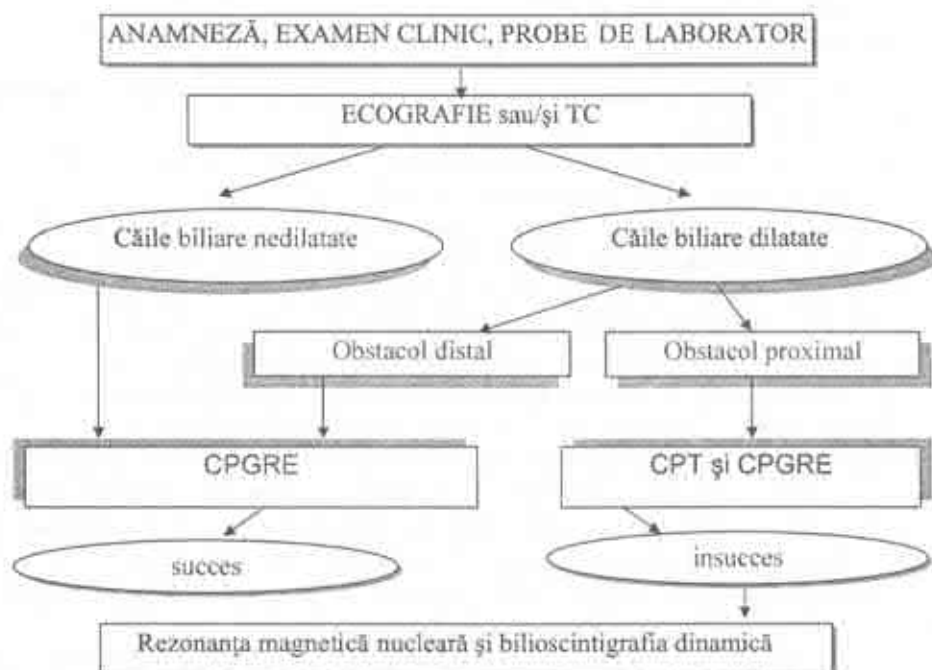 ANAMNEZĂ, EXAMEN CLINIC, PROBE DE LABORATOR
ECOGRAFIE sau/şi TC
Căile biliare nedilatate
Căile biliare dilatate
Obstacol distal
Obstacol proximal
CPGRE
CPT şi CPGRE
succes
insucces
Rezonanţa magnetică nucleară şi bilioscintigrafia dinamică